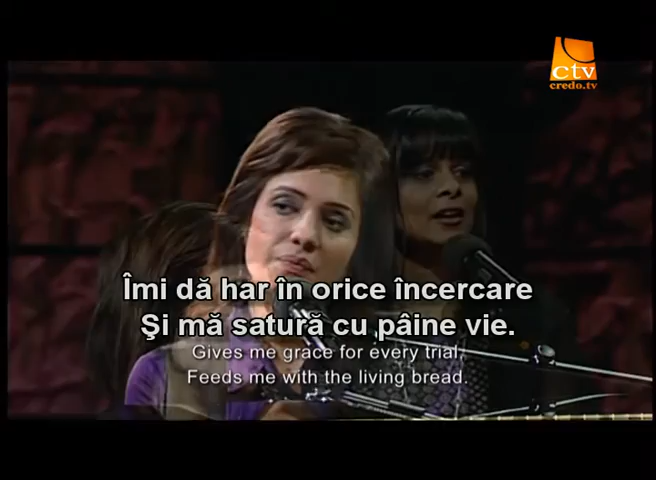 ctv
credo.tv
Îmi dă har în orice încercare
Şi mă satură cu pâine vie.
Gives me grace for every trial,
Feeds me with the living bread.